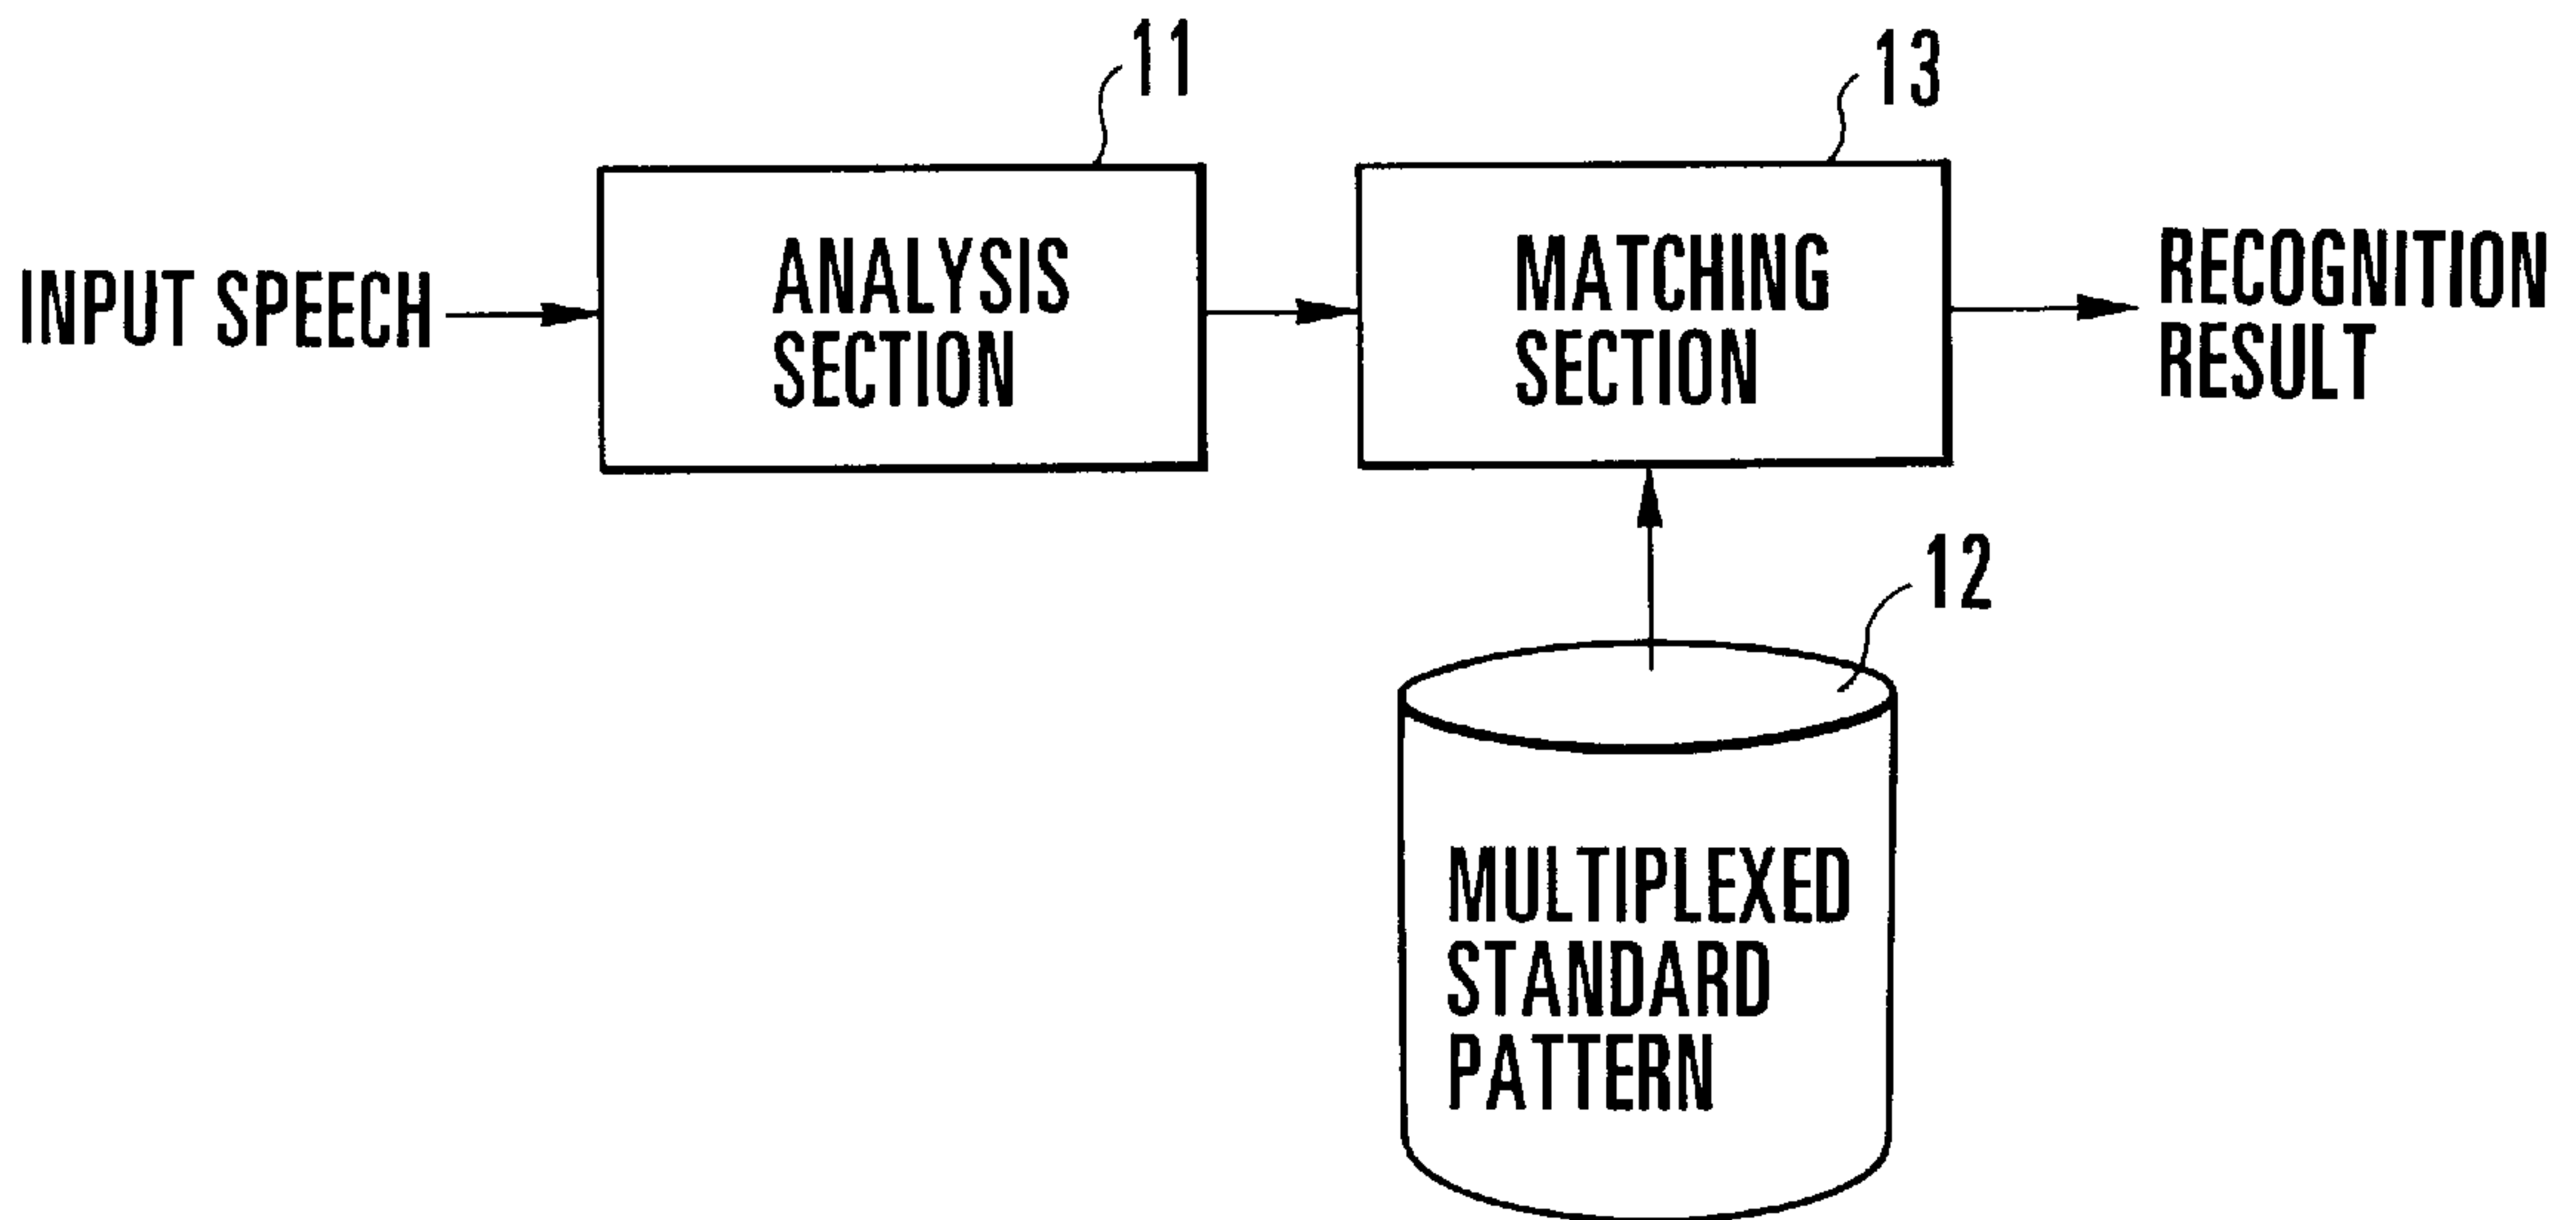 11
13
INPUT SPEECH
ANALYSIS
SECTION
MATCHING
SECTION
RECOGNITION
RESULT
12
MULTIPLEXED
STANDARD
PATTERN